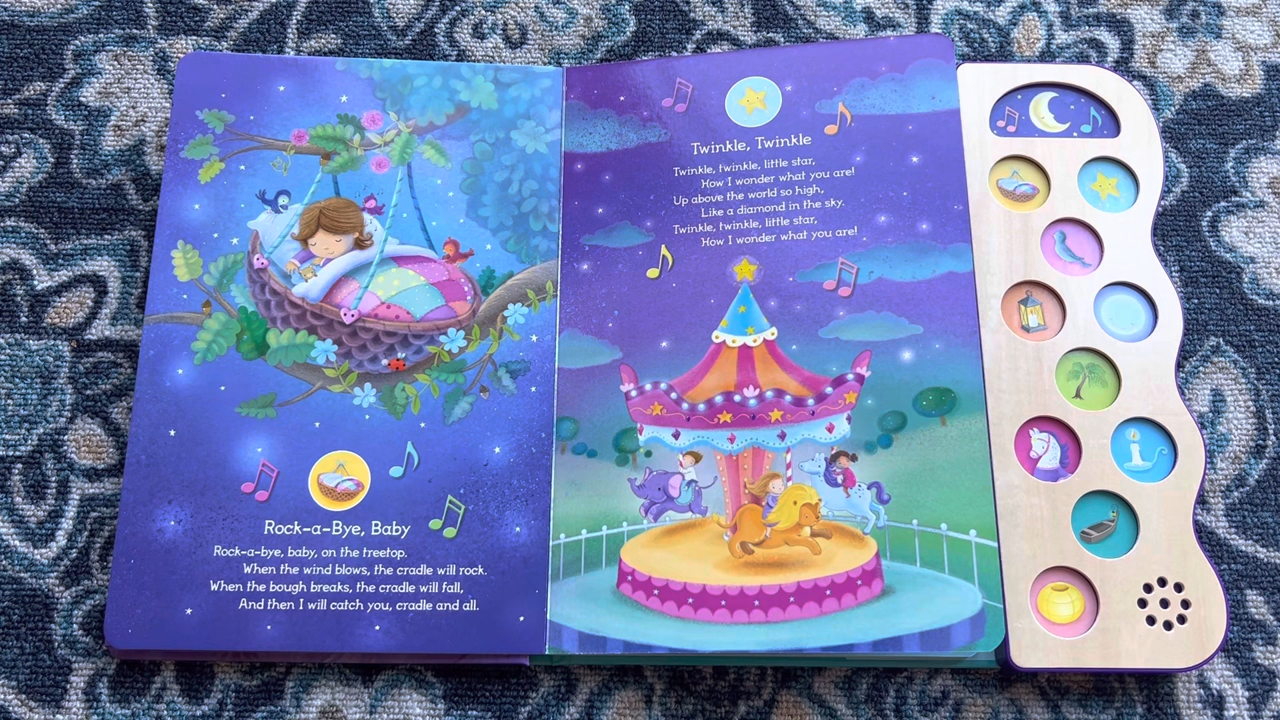 Rock-a-Bye, Baby
Rock-a-bye, baby, on the treetop.
When the wind blows, the cradle will rock.
When the bough breaks, the cradle will fall,
And then I will catch you, cradle and all.
Twinkle, Twinkle
Twinkle, twinkle, little star,
How I wonder what you are!
Up above the world so high,
Like a diamond in the sky.
Twinkle, twinkle, little star,
How I wonder what you are!